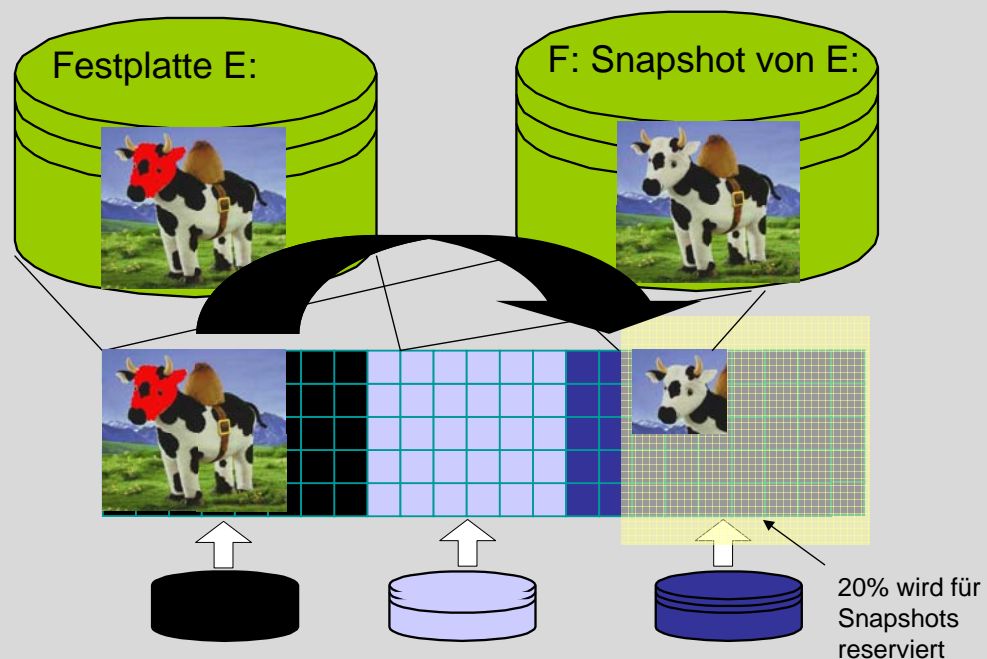 Festplatte E:
F: Snapshot von E:
20% wird für
Snapshots
reserviert